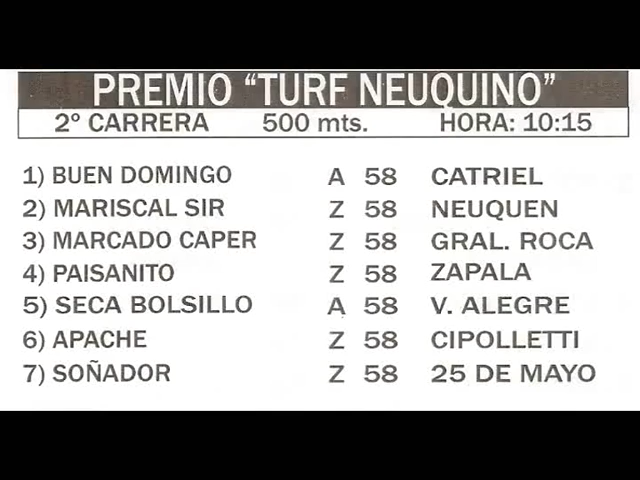 PREMIO “TURF NEUQUINO”
2º CARRERA 500 mts. HORA: 10:15
1) BUEN DOMINGO A 58 CATRIEL
2) MARISCAL SIR Z 58 NEUQUEN
3) MARCADO CAPER Z 58 GRAL. ROCA
4) PAISANITO Z 58 ZAPALA
5) SECA BOLSILLO A 58 V. ALEGRE
6) APACHE Z 58 CIPOLLETTI
7) SOÑADOR Z 58 25 DE MAYO